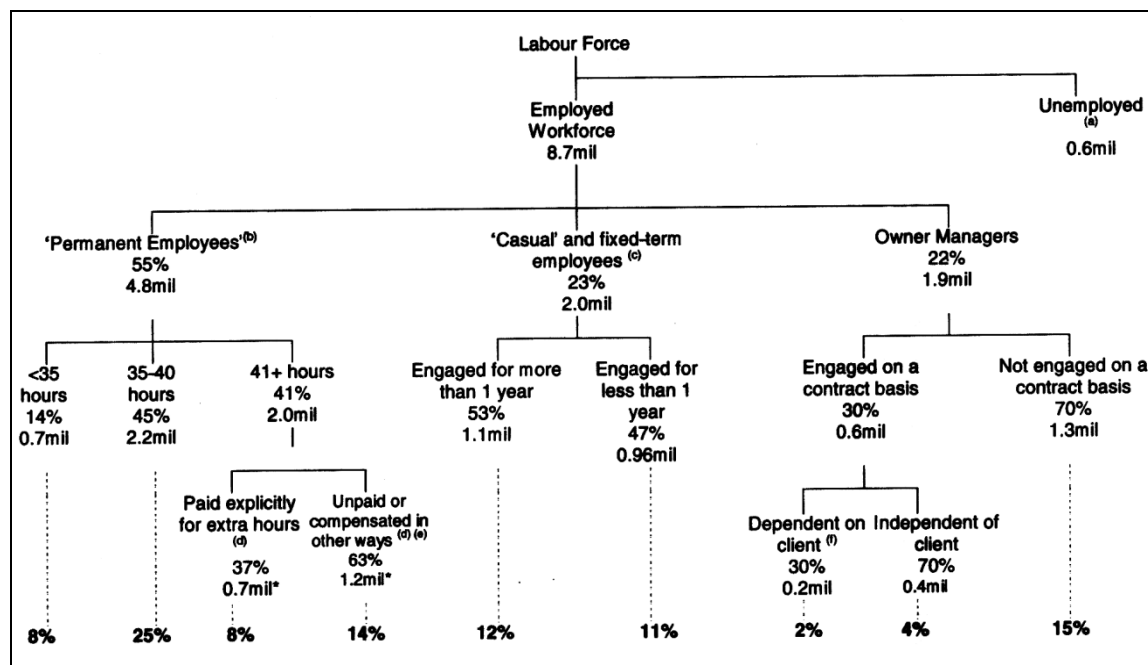 Labour Force
Employed
Workforce
8.7mil
Unemployed
(a)
0.6mil
'Permanent Employees'(b)
55%
4.8mil
'Casual' and fixed-term
employees (c)
23%
2.0mil
Owner Managers
22%
1.9mil
<35
hours
14%
0.7mil
35-40
hours
45%
2.2mil
41+ hours
41%
2.0mil
Engaged for more
than 1 year
53%
1.1mil
Engaged for
less than 1
year
47%
0.96mil
Engaged on a
contract basis
30%
0.6mil
Not engaged on a
contract basis
70%
1.3mil
Paid explicitly
for extra hours
(d)
37%
0.7mil*
Unpaid or
compensated in
other ways (d) (e)
63%
1.2mil*
Dependent on
client (f)
30%
0.2mil
Independent of
client
70%
0.4mil
8%
25%
8%
14%
12%
11%
2%
4%
15%